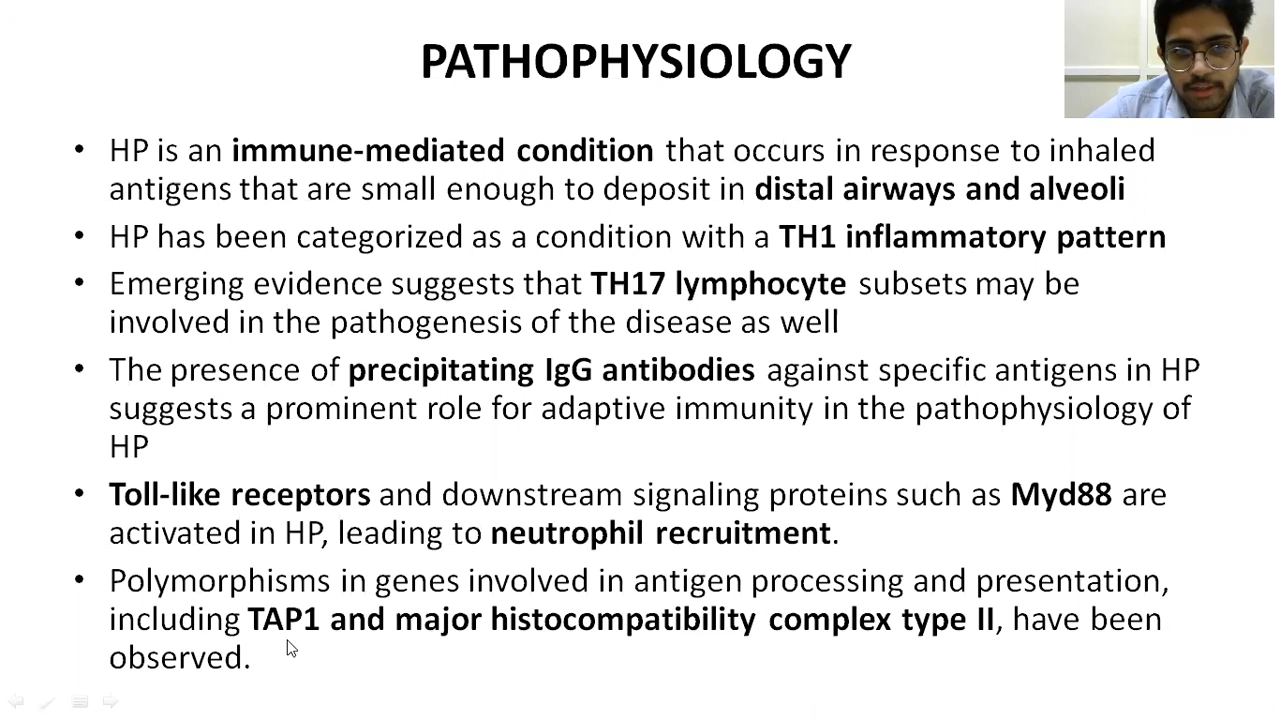 PATHOPHYSIOLOGY
• HP is an immune-mediated condition that occurs in response to inhaled
antigens that are small enough to deposit in distal airways and alveoli
• HP has been categorized as a condition with a TH1 inflammatory pattern
• Emerging evidence suggests that TH17 lymphocyte subsets may be
involved in the pathogenesis of the disease as well
• The presence of precipitating IgG antibodies against specific antigens in HP
suggests a prominent role for adaptive immunity in the pathophysiology of
HP
• Toll-like receptors and downstream signaling proteins such as Myd88 are
activated in HP, leading to neutrophil recruitment.
• Polymorphisms in genes involved in antigen processing and presentation,
including TAP1 and major histocompatibility complex type II, have been
observed.